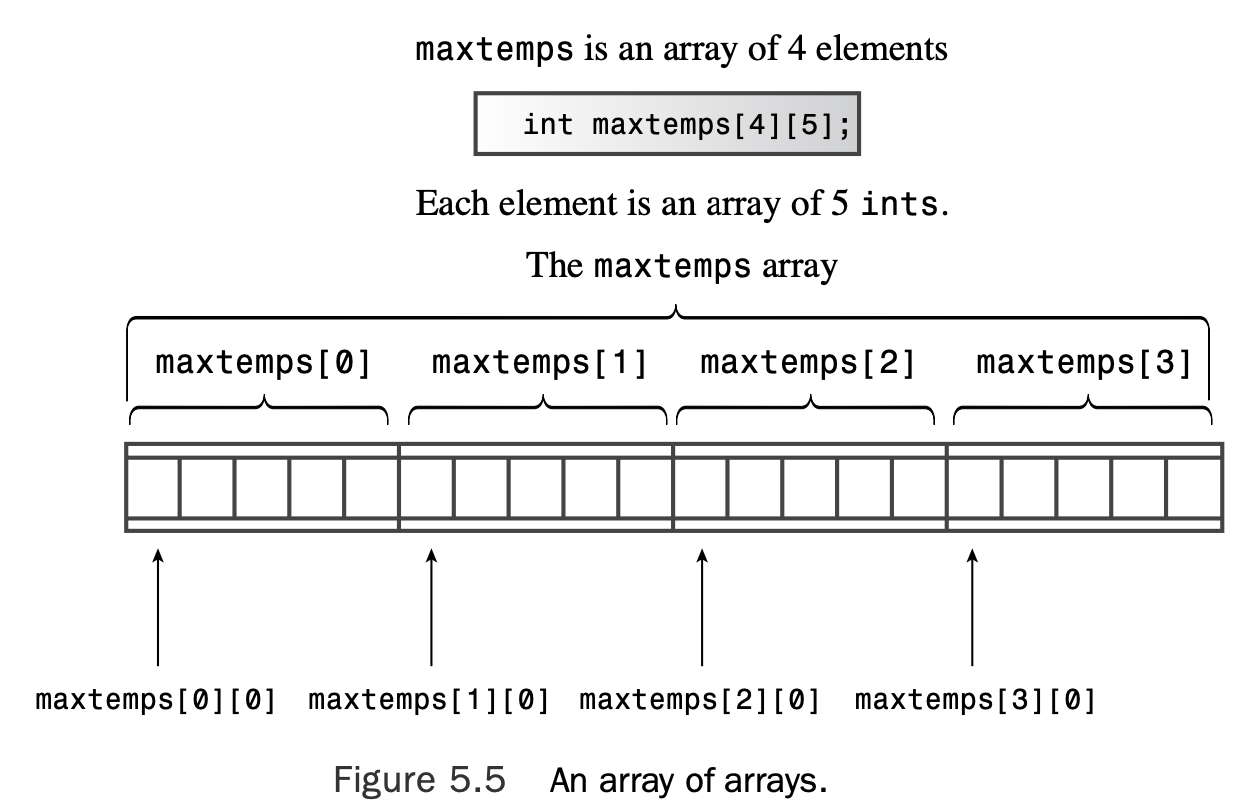 maxtemps is an array of 4 elements
int maxtemps[4][5];
Each element is an array of 5 ints.
The maxtemps array
maxtemps[0] maxtemps[1] maxtemps[2] maxtemps[3]
maxtemps[0][0] maxtemps[1][0] maxtemps[2][0] maxtemps[3][0]
Figure 5.5 An array of arrays.